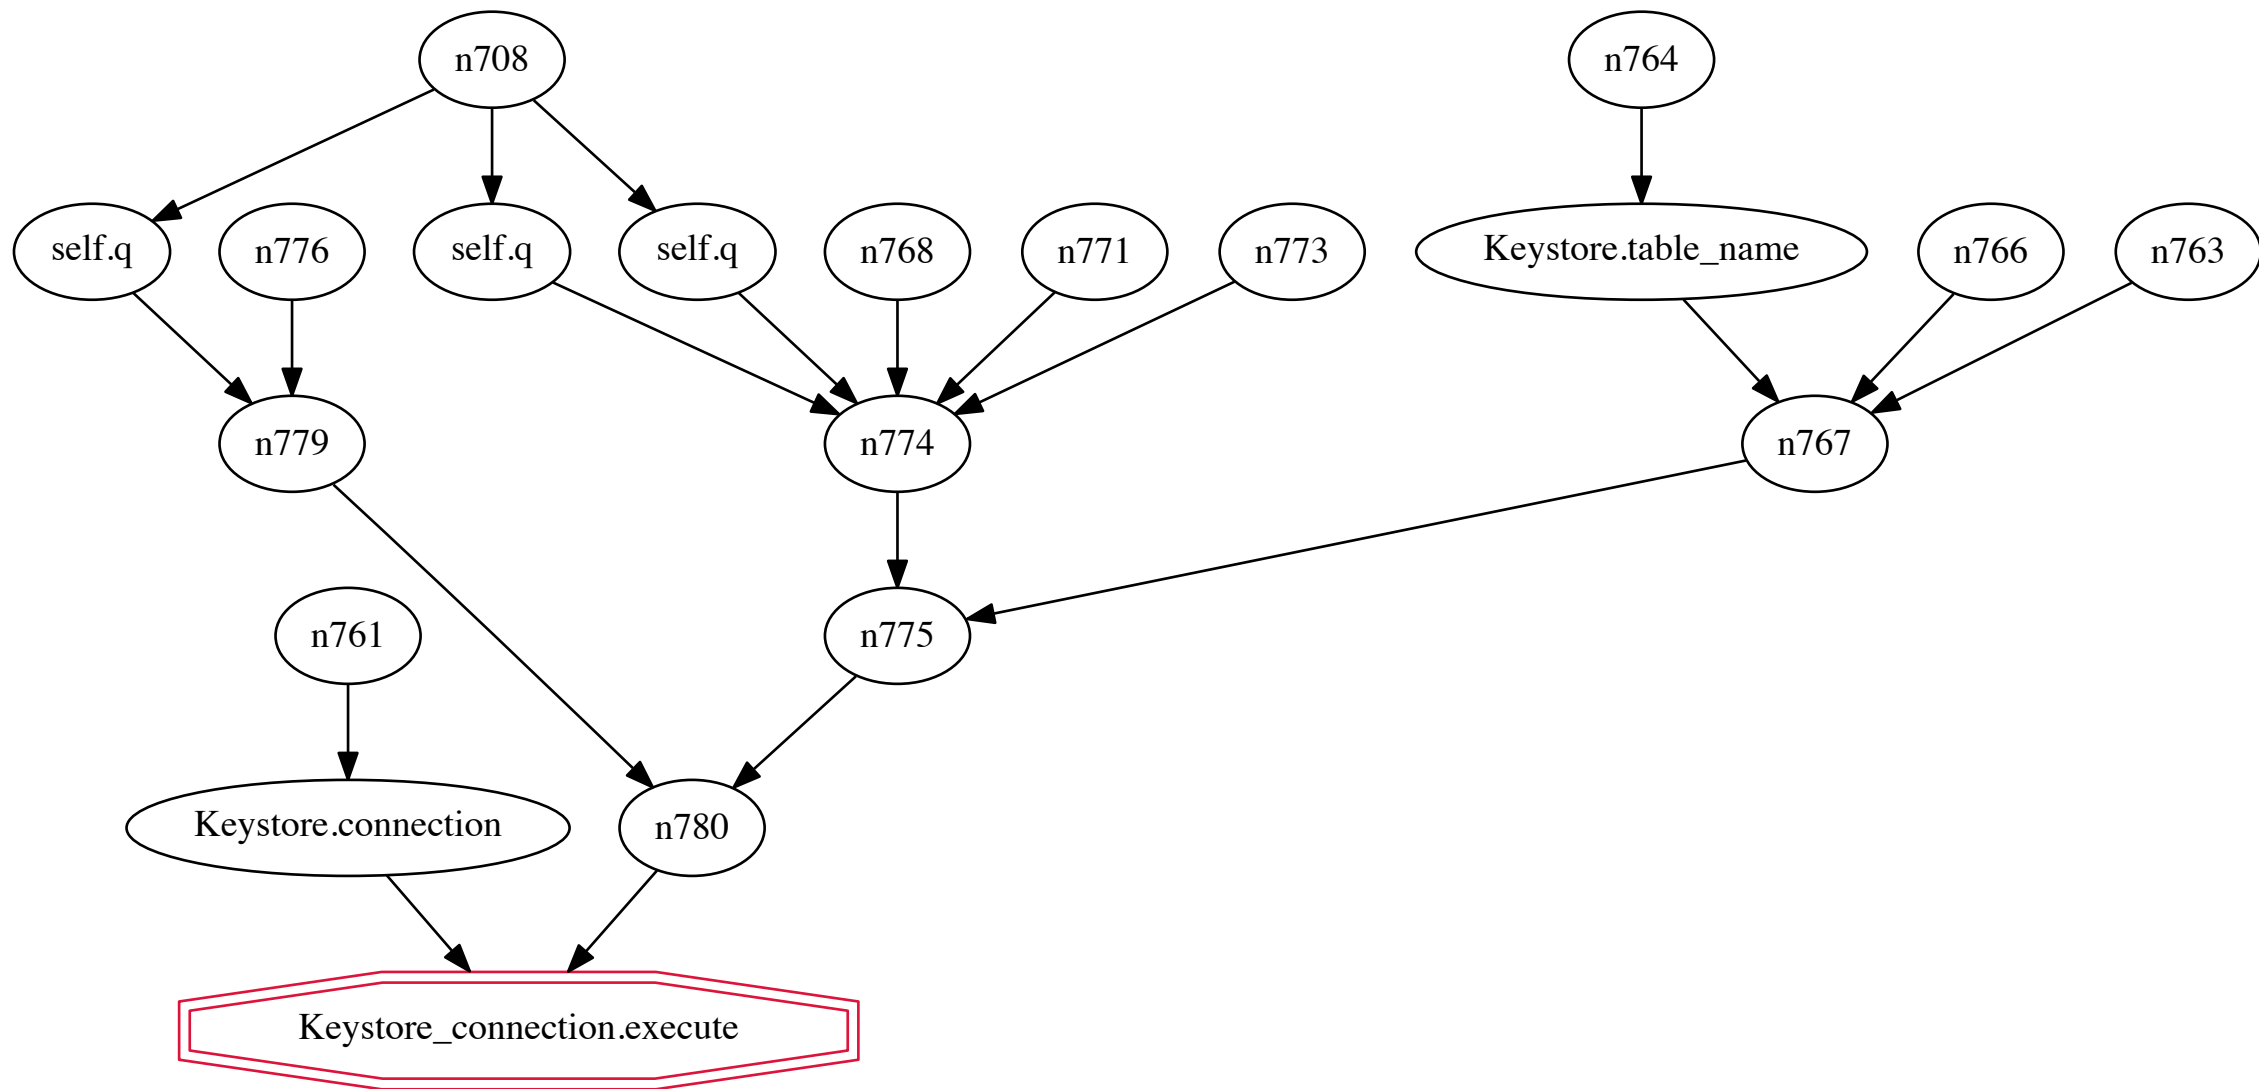 n708
n764
self.q
n776
self.q
self.q
n768
n771
n773
Keystore.table_name
n766
n763
n779
n774
n767
n761
n775
Keystore.connection
n780
Keystore_connection.execute